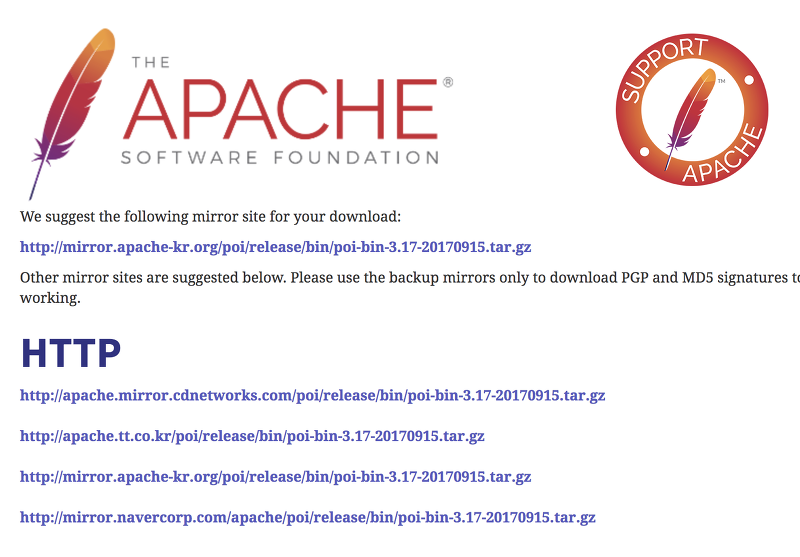 THE
APACHE®
SOFTWARE FOUNDATION
SUPPORT
TM
APACHE
We suggest the following mirror site for your download:
http://mirror.apache-kr.org/poi/release/bin/poi-bin-3.17-20170915.tar.gz
Other mirror sites are suggested below. Please use the backup mirrors only to download PGP and MD5 signatures to
working.
HTTP
http://apache.mirror.cdnetworks.com/poi/release/bin/poi-bin-3.17-20170915.tar.gz
http://apache.tt.co.kr/poi/release/bin/poi-bin-3.17-20170915.tar.gz
http://mirror.apache-kr.org/poi/release/bin/poi-bin-3.17-20170915.tar.gz
http://mirror.navercorp.com/apache/poi/release/bin/poi-bin-3.17-20170915.tar.gz